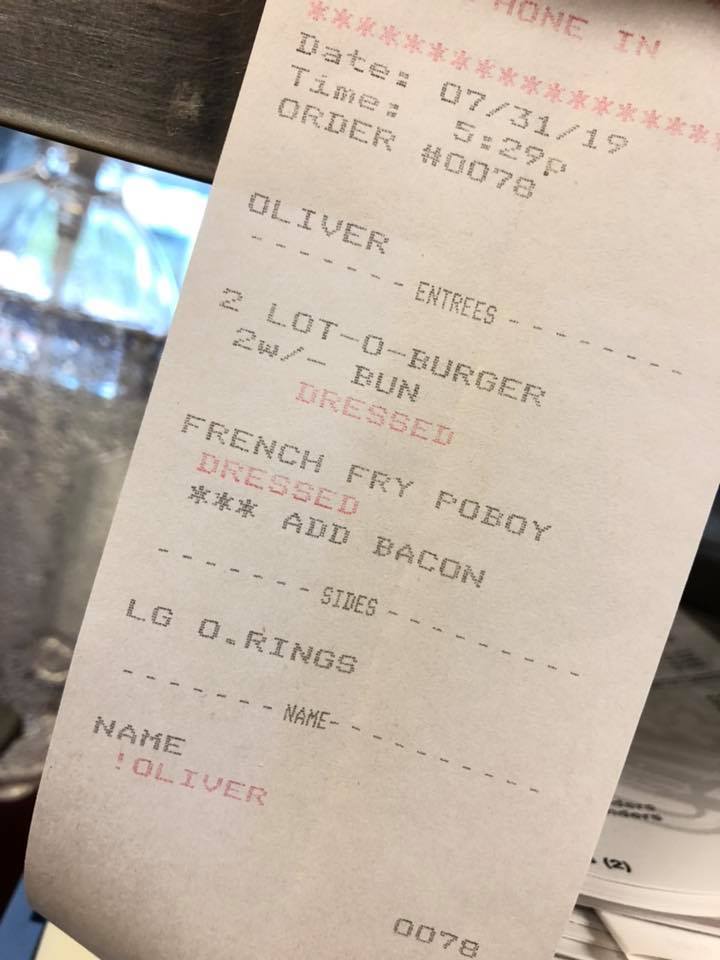 HONE IN
********************
Date: 07/31/19
Time: 5:29P
ORDER #0078
OLIVER
------- ENTREES --------
2 LOT-O-BURGER
2w/- BUN
DRESSED
FRENCH FRY POBOY
DRESSED
*** ADD BACON
------- SIDES ----------
LG O.RINGS
------- NAME-----------
NAME
!OLIVER
0078
(2)